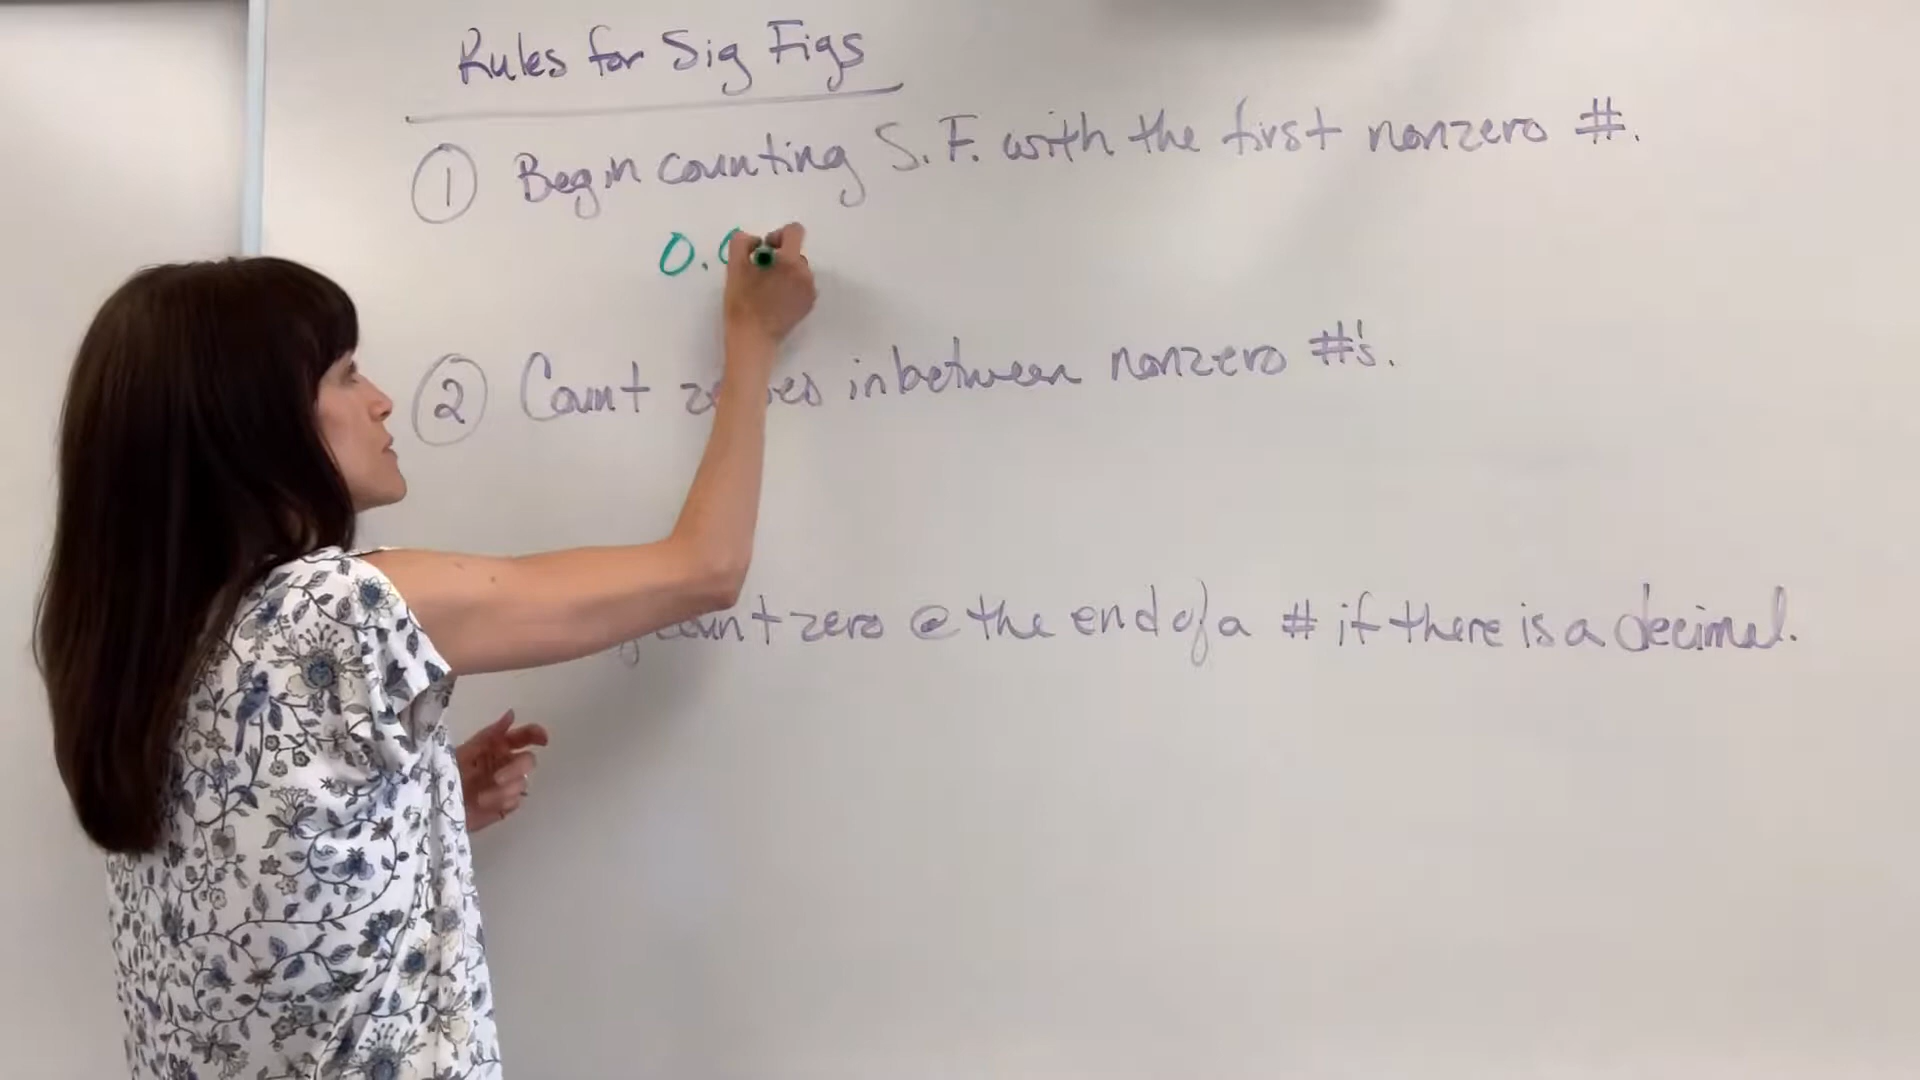 Rules for Sig Figs
① Begin counting S.F. with the first nonzero #.
0.0
② Count zeroes inbetween nonzero #'s.
count zero @ the end of a # if there is a decimal.